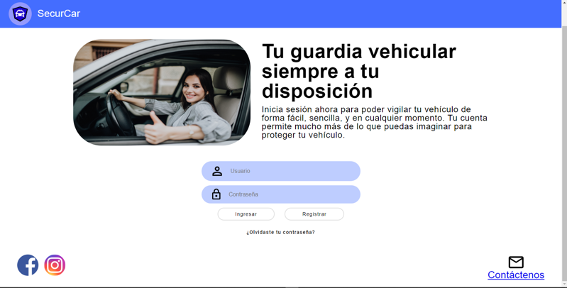 SecurCar
Tu guardia vehicular
siempre a tu
disposición
Inicia sesión ahora para poder vigilar tu vehículo de
forma fácil, sencilla, y en cualquier momento. Tu cuenta
permite mucho más de lo que puedas imaginar para
proteger tu vehículo.
Usuario
Contraseña
Ingresar Registrar
¿Olvidaste tu contraseña?
Contáctenos